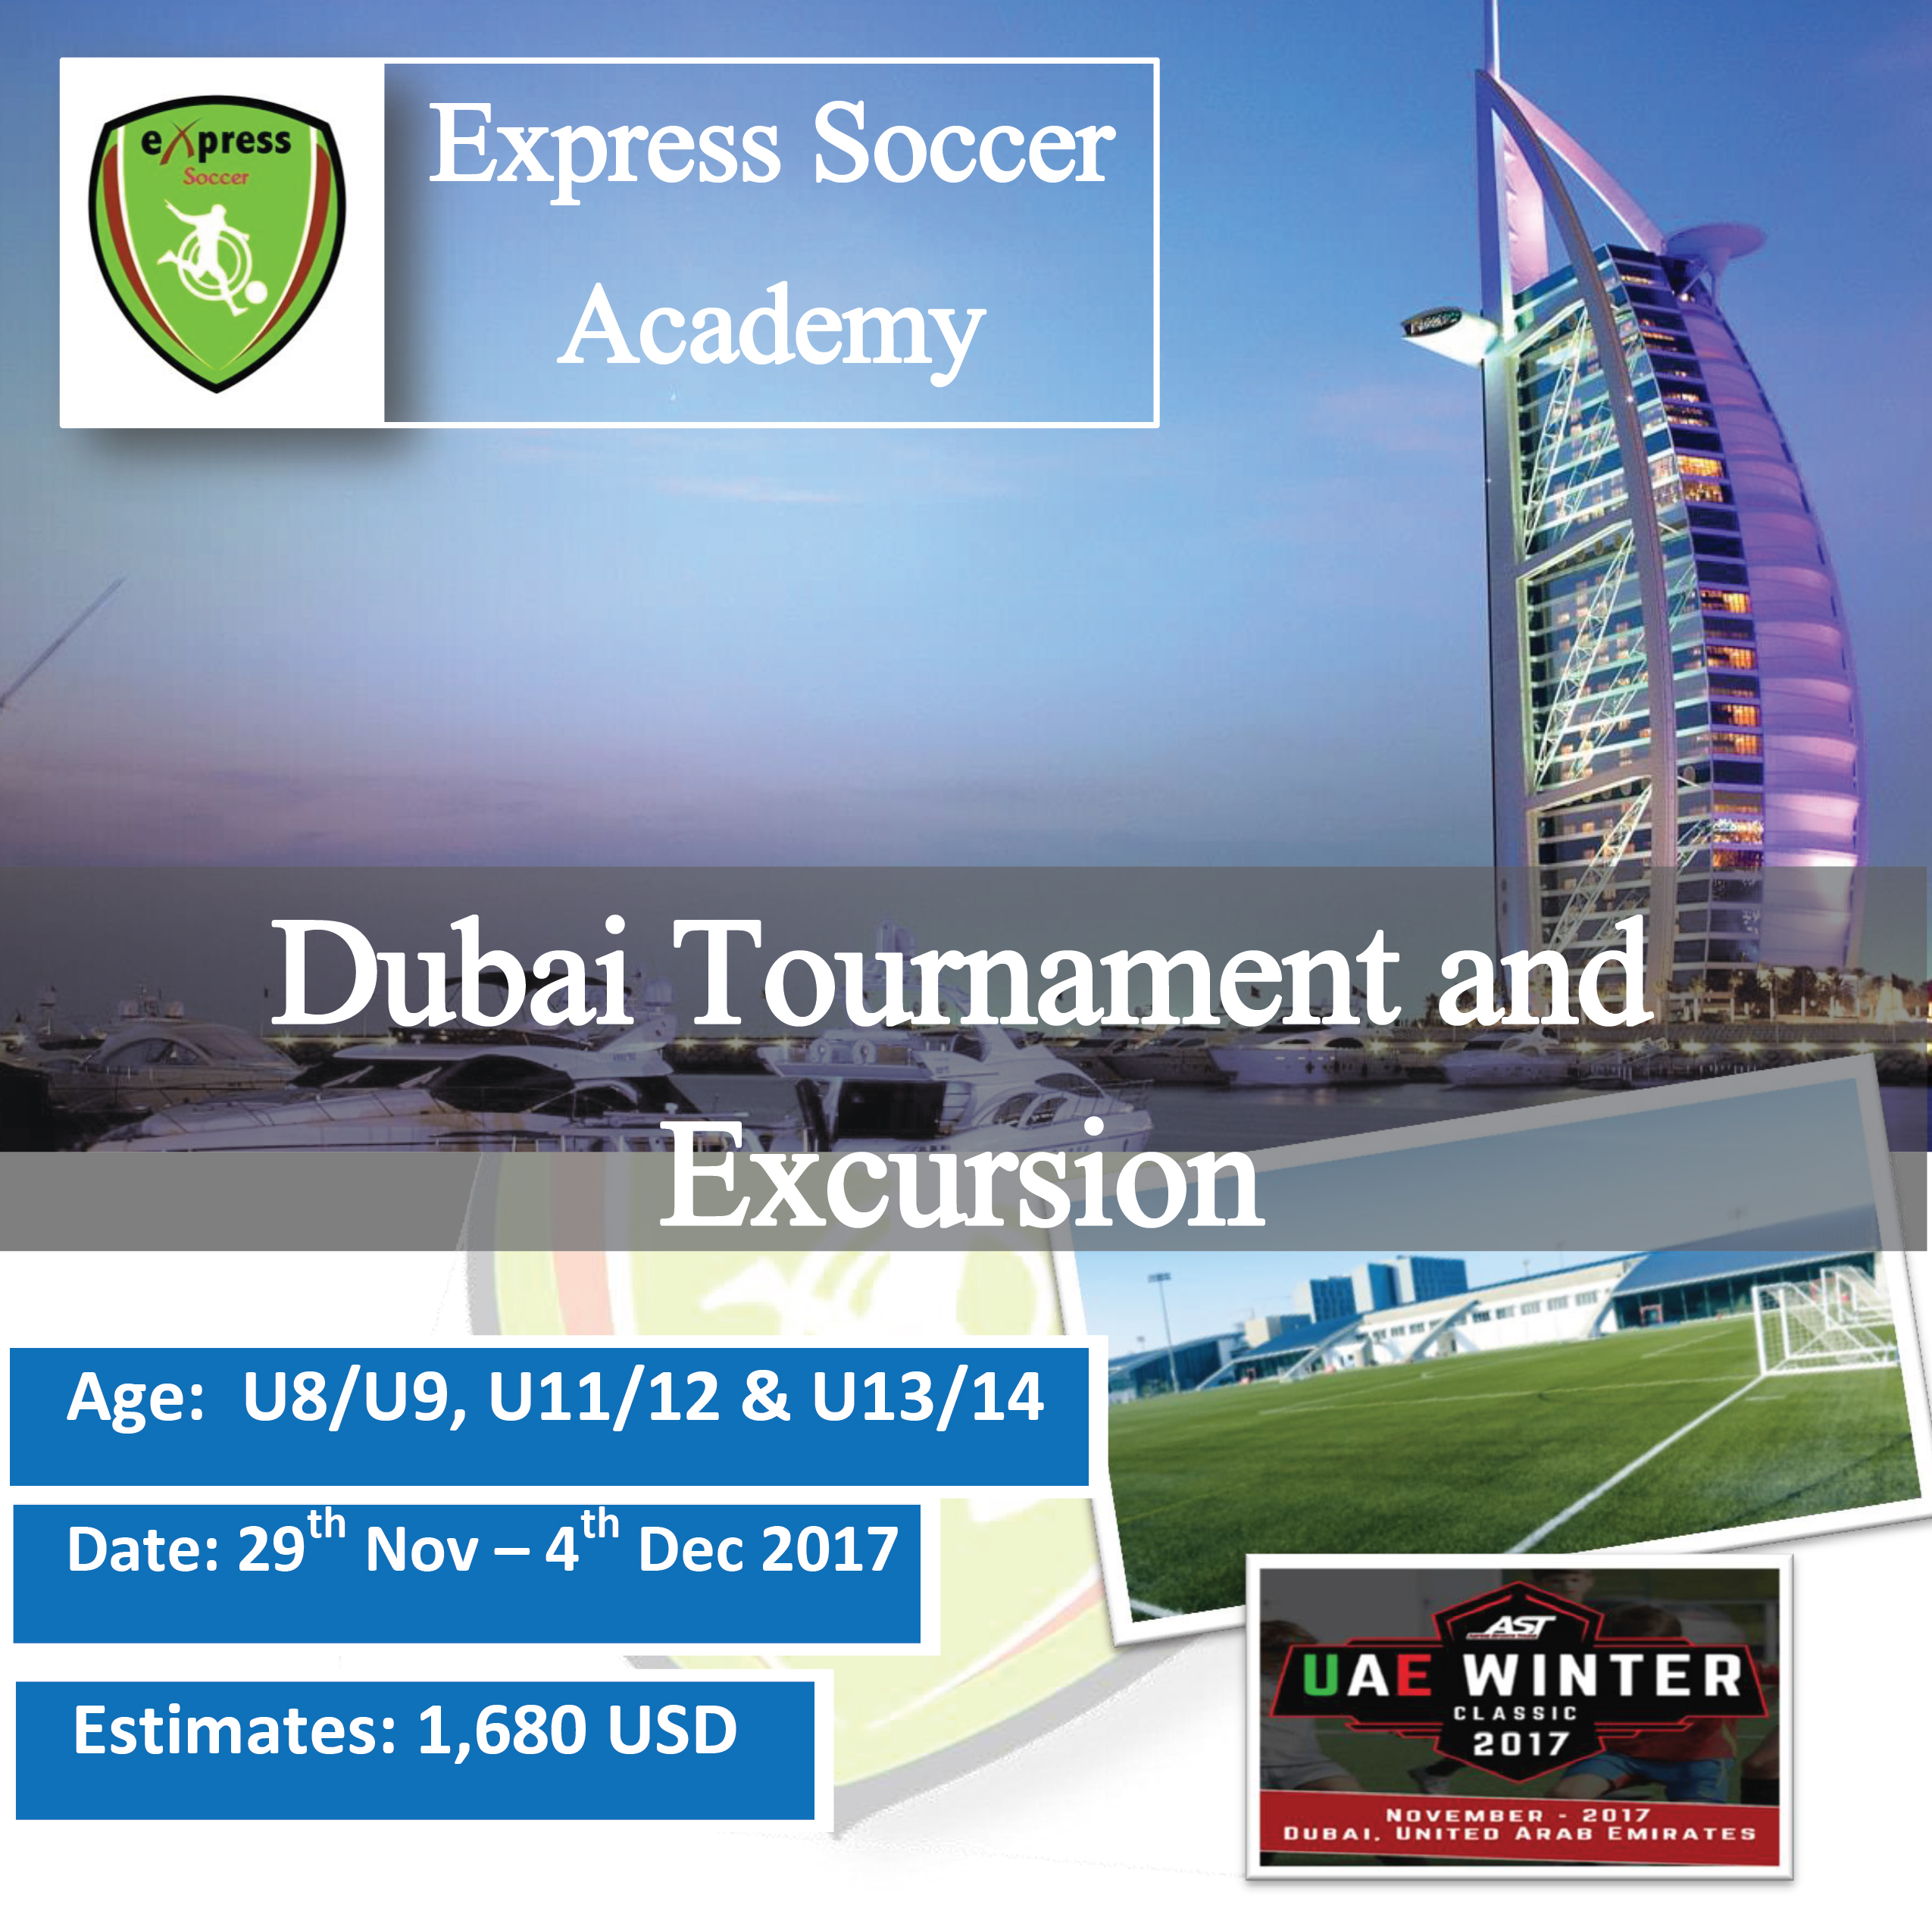 eXpress
Soccer
Express Soccer
Academy
Dubai Tournament and
Excursion
Age: U8/U9, U11/12 & U13/14
Date: 29th Nov – 4th Dec 2017
Estimates: 1,680 USD
AST
UAE WINTER
CLASSIC
2017
NOVEMBER - 2017
DUBAI, UNITED ARAB EMIRATES